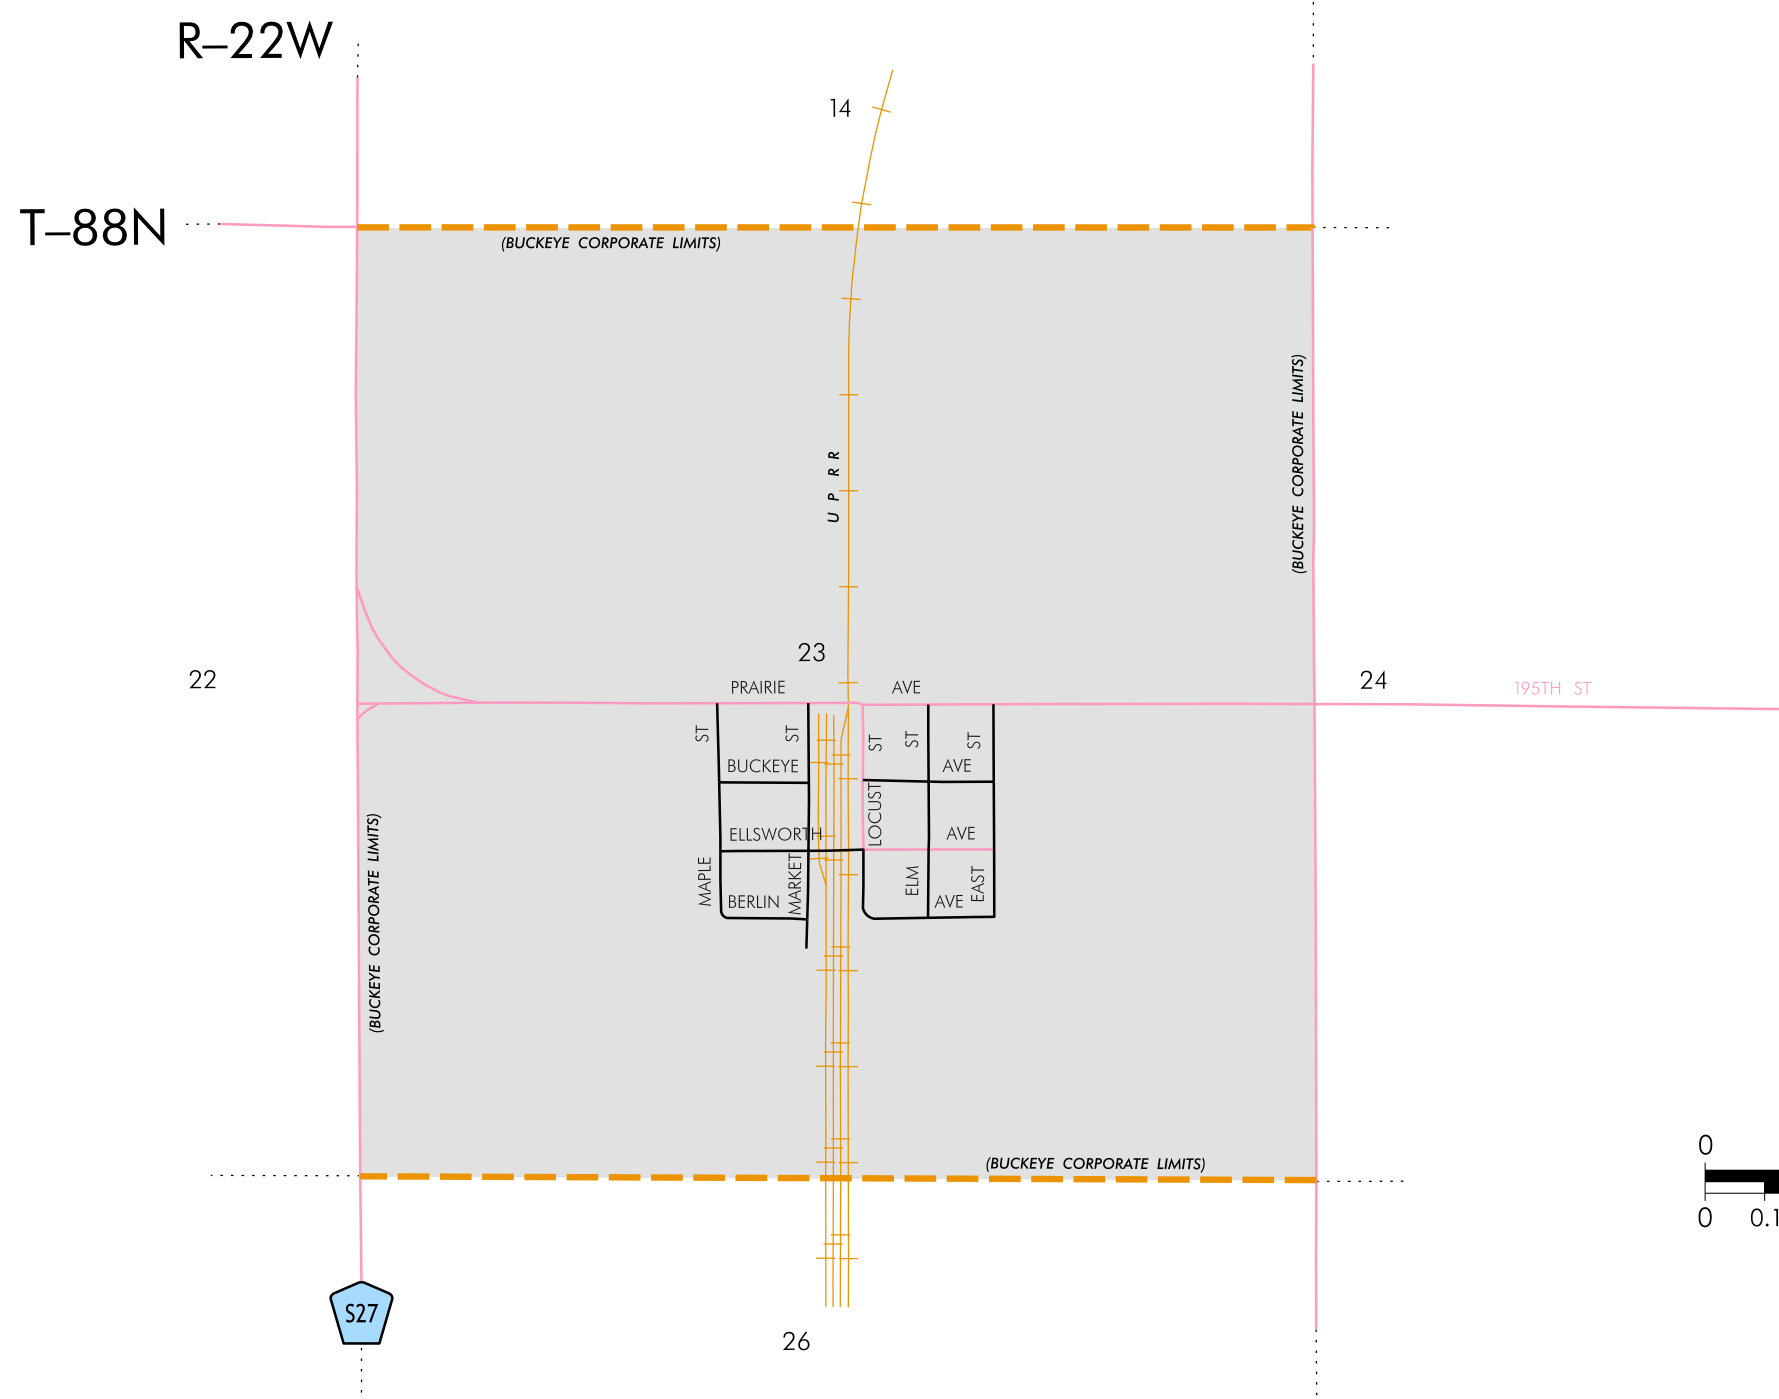 R–22W
14
T–88N
(BUCKEYE CORPORATE LIMITS)
(BUCKEYE CORPORATE LIMITS)
U P R R
23
22
24
PRAIRIE AVE
195TH ST
ST
ST
ST
ST
ST
BUCKEYE AVE
LOCUST
ELLSWORTH AVE
(BUCKEYE CORPORATE LIMITS)
MAPLE
MARKET
ELM
EAST
BERLIN AVE
(BUCKEYE CORPORATE LIMITS)
0
0 0.1
S27
26